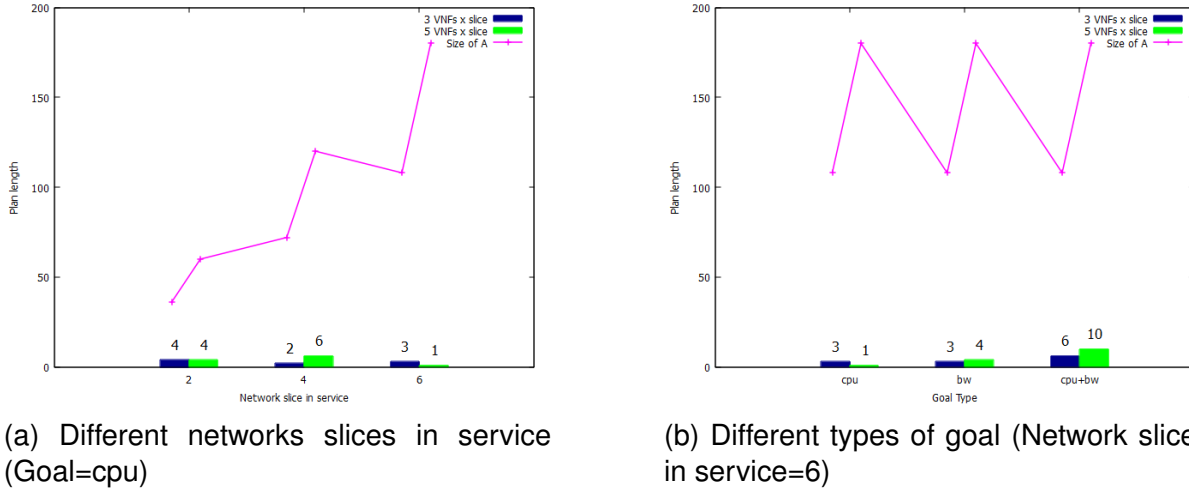 200
150
100
50
0
Plan length
3 VNFs x slice
5 VNFs x slice
Size of A
4 4 2 6 3 1
2 4 6
Network slice in service
(a) Different networks slices in service
(Goal=cpu)
200
150
100
50
0
Plan length
3 VNFs x slice
5 VNFs x slice
Size of A
3 1 3 4 6 10
cpu bw cpu+bw
Goal Type
(b) Different types of goal (Network slice
in service=6)